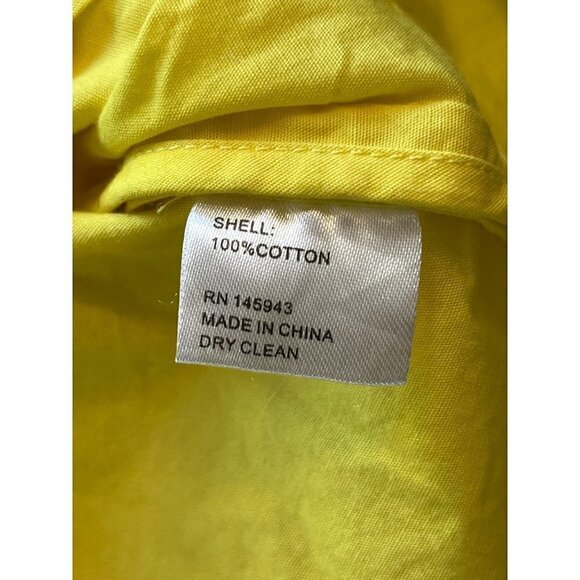 SHELL:
100%COTTON
RN 145943
MADE IN CHINA
DRY CLEAN